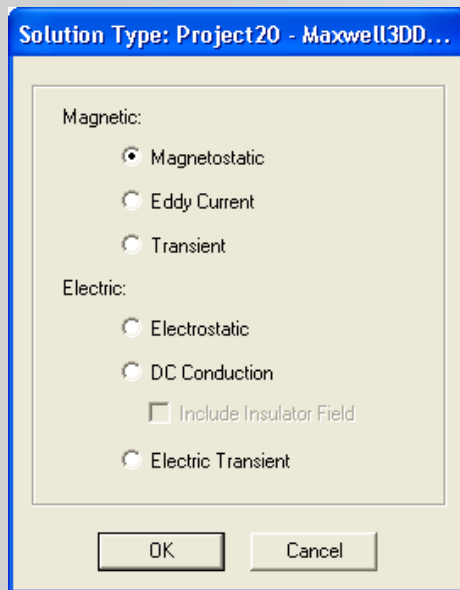 Solution Type: Project20 - Maxwell3DD...
Magnetic:
Magnetostatic
Eddy Current
Transient
Electric:
Electrostatic
DC Conduction
Include Insulator Field
Electric Transient
OK
Cancel